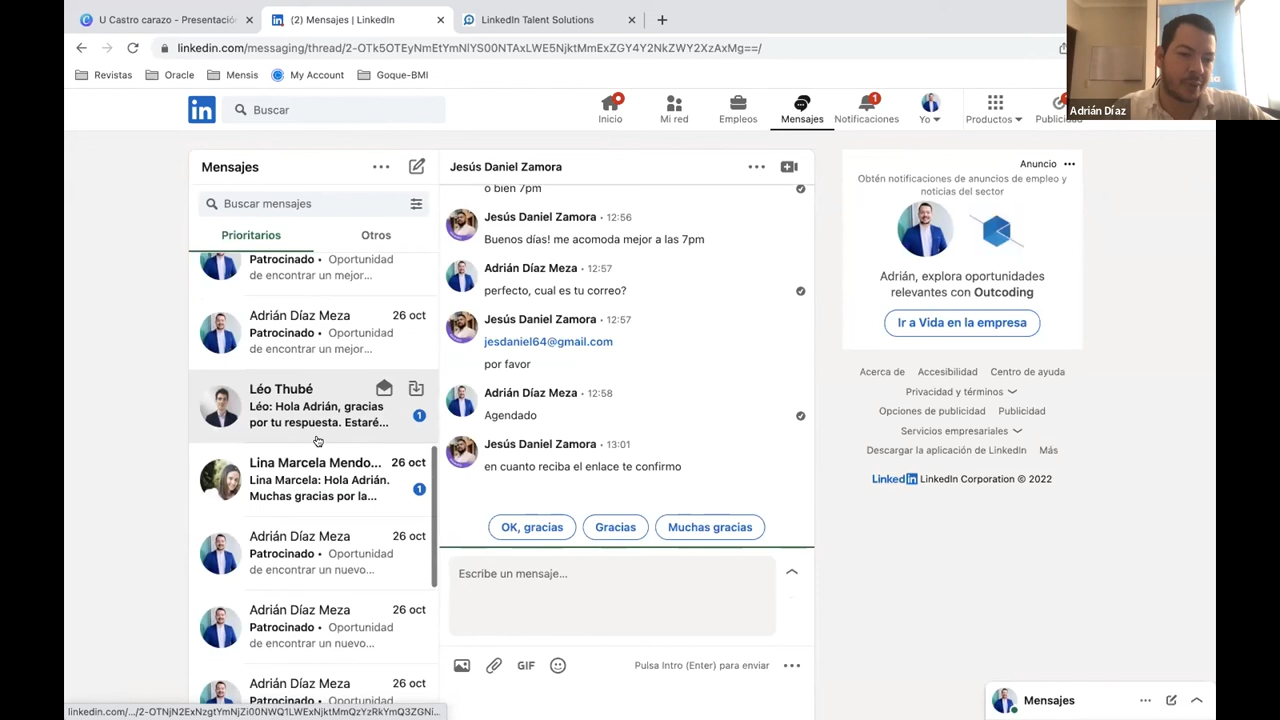 U Castro carazo - Presentació
(2) Mensajes | LinkedIn
LinkedIn Talent Solutions
linkedin.com/messaging/thread/2-OTk5OTEyNmEtYmNlYS00NTAxLWE5NjktMmExZGY4Y2NkZWY2XzAxMg==/
Revistas
Oracle
Mensis
My Account
Goque-BMI
Adrián Díaz
in
Buscar
Inicio
Mi red
Empleos
Mensajes
1
Notificaciones
Yo
Productos
Publicid
Mensajes
Buscar mensajes
Prioritarios
Otros
Patrocinado • Oportunidad
de encontrar un mejor...
Adrián Díaz Meza 26 oct
Patrocinado • Oportunidad
de encontrar un mejor...
Léo Thubé
Léo: Hola Adrián, gracias
por tu respuesta. Estaré...
1
Lina Marcela Mendo... 26 oct
Lina Marcela: Hola Adrián.
Muchas gracias por la...
1
Adrián Díaz Meza 26 oct
Patrocinado • Oportunidad
de encontrar un nuevo...
Adrián Díaz Meza 26 oct
Patrocinado • Oportunidad
de encontrar un nuevo...
Adrián Díaz Meza 26 oct
Patrocinado • Oportunidad
Jesús Daniel Zamora
o bien 7pm
Jesús Daniel Zamora • 12:56
Buenos días! me acomoda mejor a las 7pm
Adrián Díaz Meza • 12:57
perfecto, cual es tu correo?
Jesús Daniel Zamora • 12:57
jesdaniel64@gmail.com
por favor
Adrián Díaz Meza • 12:58
Agendado
Jesús Daniel Zamora • 13:01
en cuanto reciba el enlace te confirmo
OK, gracias
Gracias
Muchas gracias
Escribe un mensaje...
GIF
Pulsa Intro (Enter) para enviar
Anuncio
Obtén notificaciones de anuncios de empleo y
noticias del sector
Adrián, explora oportunidades
relevantes con Outcoding
Ir a Vida en la empresa
Acerca de Accesibilidad Centro de ayuda
Privacidad y términos
Opciones de publicidad Publicidad
Servicios empresariales
Descargar la aplicación de LinkedIn Más
LinkedIn LinkedIn Corporation © 2022
Mensajes